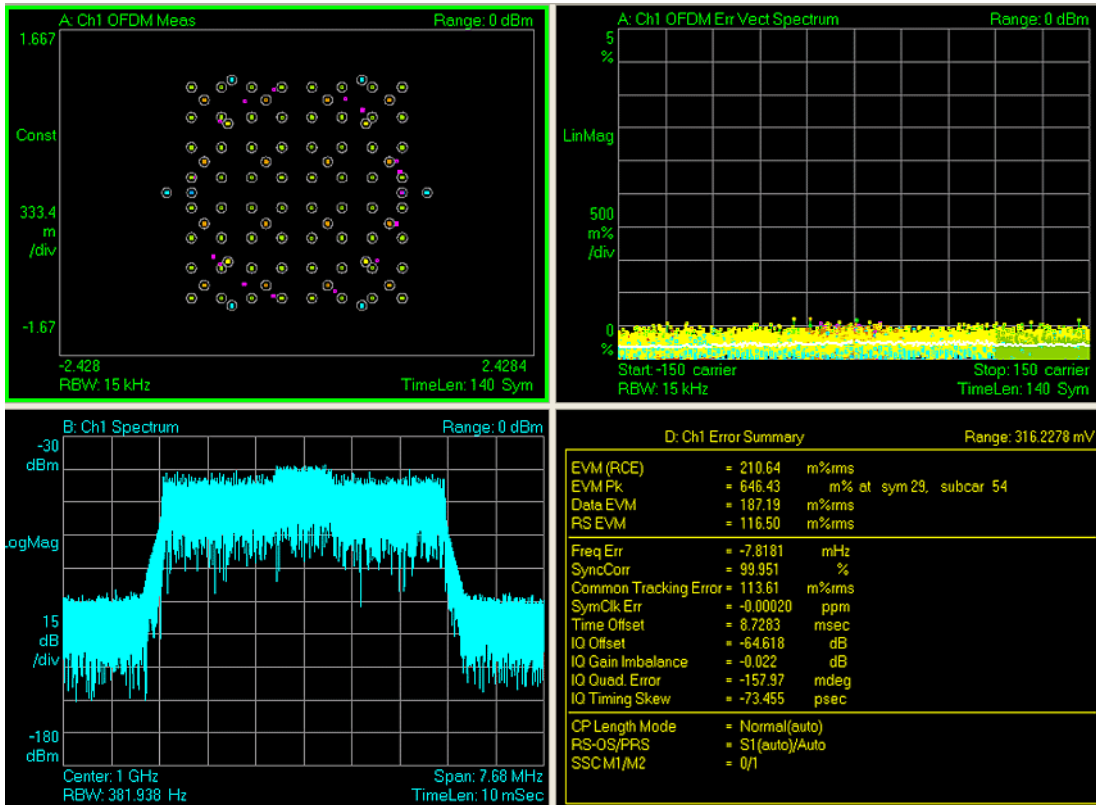 A: Ch1 OFDM Meas Range: 0 dBm
1.667
Const
333.4
m
/div
-1.67
-2.428 2.4284
RBW: 15 kHz TimeLen: 140 Sym
A: Ch1 OFDM Err Vect Spectrum Range: 0 dBm
5
%
LinMag
500
m%
/div
0
%
Start: -150 carrier Stop: 150 carrier
RBW: 15 kHz TimeLen: 140 Sym
B: Ch1 Spectrum Range: 0 dBm
-30
dBm
LogMag
15
dB
/div
-180
dBm
Center: 1 GHz Span: 7.68 MHz
RBW: 381.938 Hz TimeLen: 10 mSec
D: Ch1 Error Summary Range: 316.2278 mV
EVM (RCE) = 210.64 m%rms
EVM Pk = 646.43 m% at sym 29, subcar 54
Data EVM = 187.19 m%rms
RS EVM = 116.50 m%rms
Freq Err = -7.8181 mHz
SyncCorr = 99.951 %
Common Tracking Error = 113.61 m%rms
SymClk Err = -0.00020 ppm
Time Offset = 8.7283 msec
IQ Offset = -64.618 dB
IQ Gain Imbalance = -0.022 dB
IQ Quad. Error = -157.97 mdeg
IQ Timing Skew = -73.455 psec
CP Length Mode = Normal(auto)
RS-OS/PRS = S1(auto)/Auto
SSC M1/M2 = 0/1